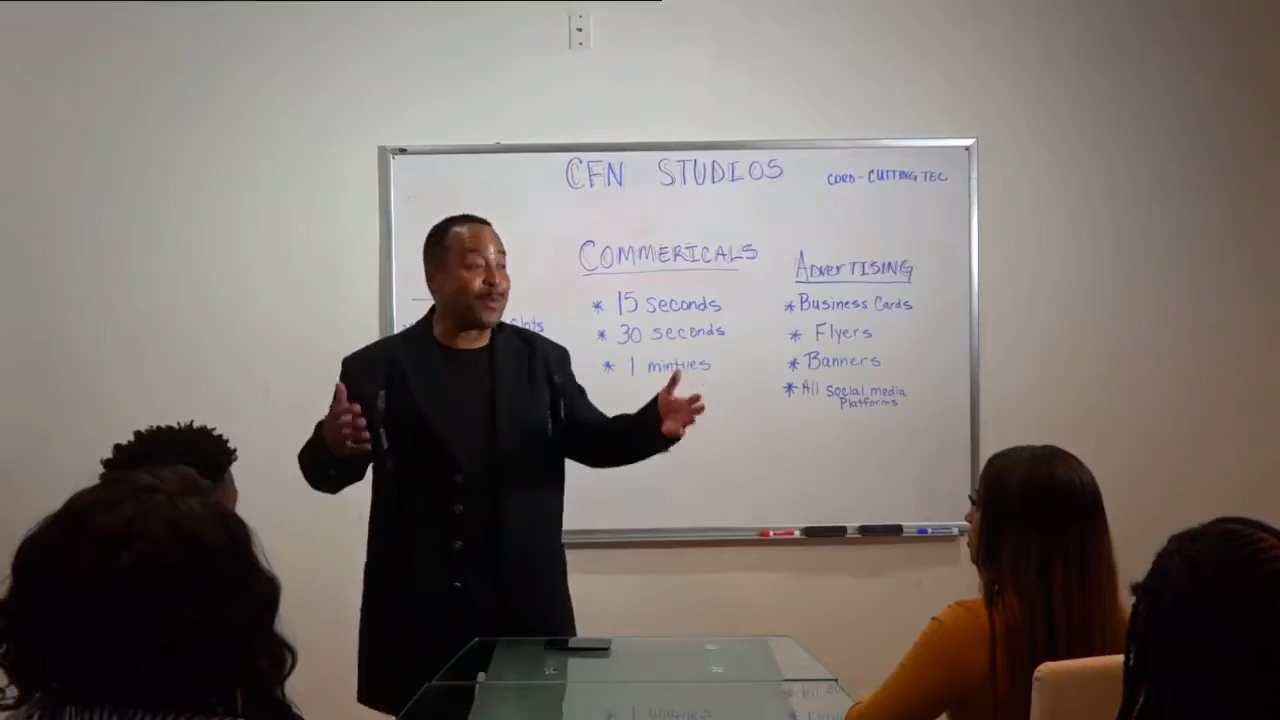 CFN STUDIOS
CORD-CUTTING TEC
COMMERICALS
* 15 seconds
* 30 seconds
* 1 mintues
ADverTISING
* Business Cards
* Flyers
* Banners
* All social media
Platforms